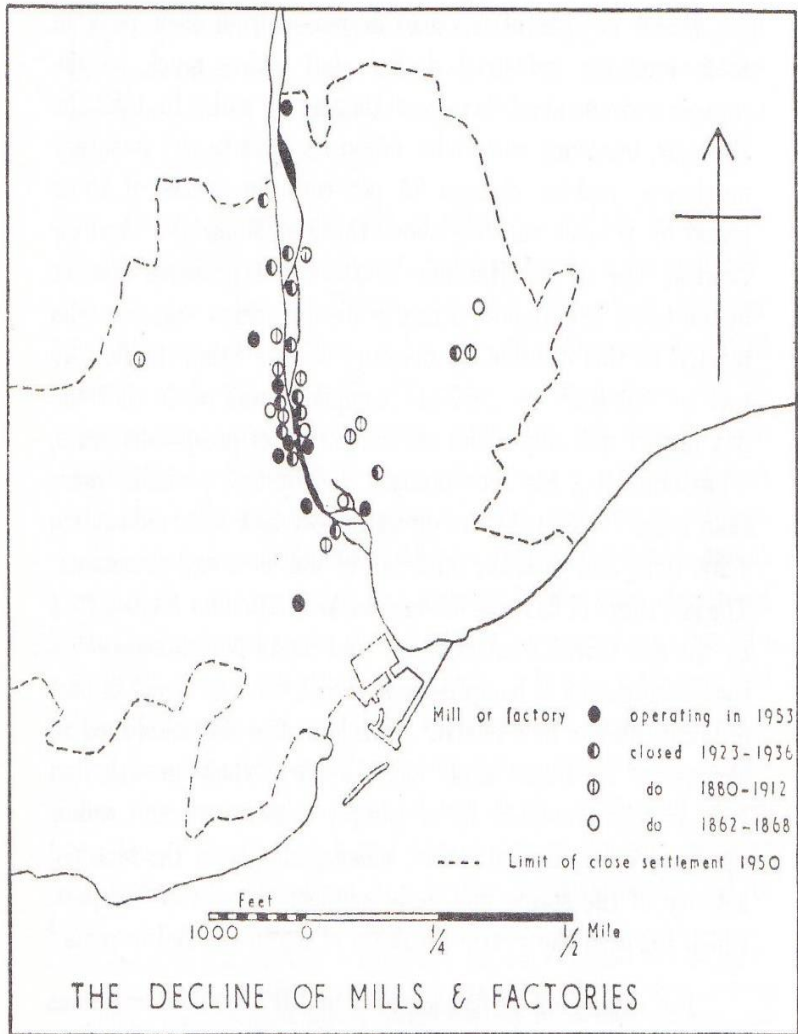 Mill or factory ● operating in 1953
◐ closed 1923-1936
⦶ do 1880-1912
○ do 1862-1868
---- Limit of close settlement 1950
Feet
1000 0 1/4 1/2 Mile
THE DECLINE OF MILLS & FACTORIES